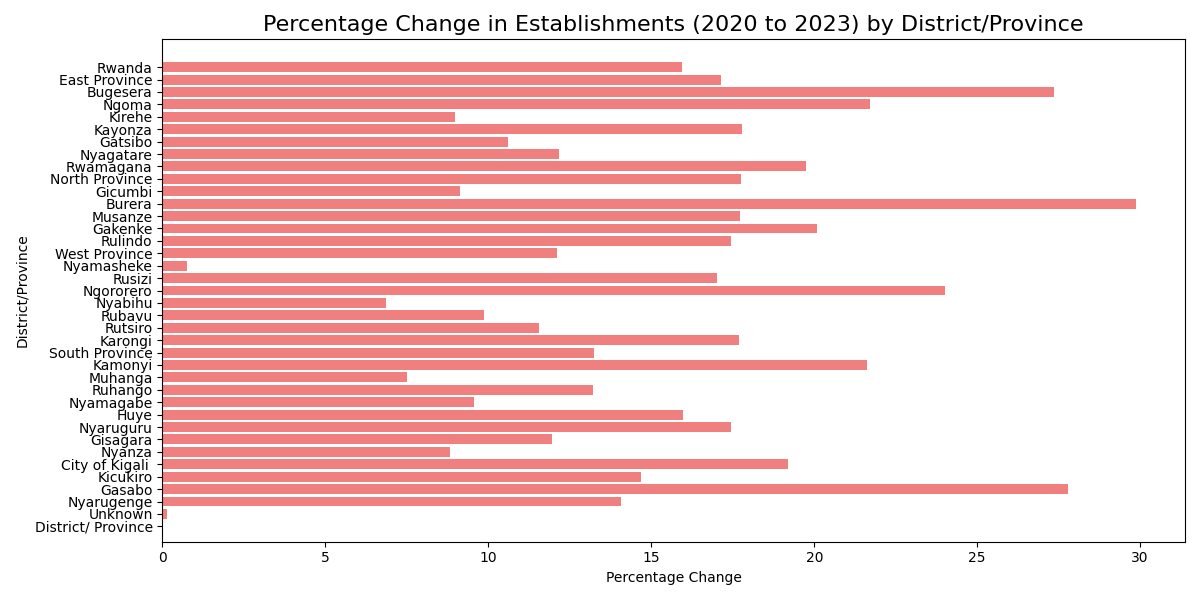 Percentage Change in Establishments (2020 to 2023) by District/Province
District/Province
Rwanda
East Province
Bugesera
Ngoma
Kirehe
Kayonza
Gatsibo
Nyagatare
Rwamagana
North Province
Gicumbi
Burera
Musanze
Gakenke
Rulindo
West Province
Nyamasheke
Rusizi
Ngororero
Nyabihu
Rubavu
Rutsiro
Karongi
South Province
Kamonyi
Muhanga
Ruhango
Nyamagabe
Huye
Nyaruguru
Gisagara
Nyanza
City of Kigali
Kicukiro
Gasabo
Nyarugenge
Unknown
District/ Province
0 5 10 15 20 25 30
Percentage Change